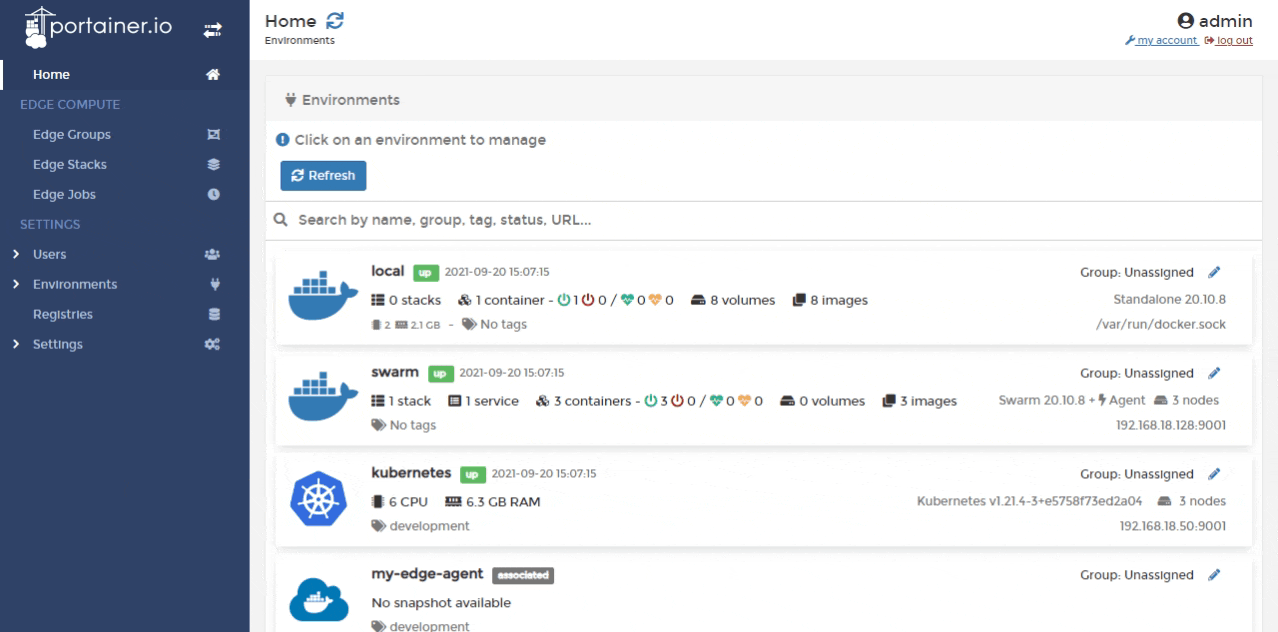 portainer.io
Home
EDGE COMPUTE
Edge Groups
Edge Stacks
Edge Jobs
SETTINGS
Users
Environments
Registries
Settings
Home
Environments
admin
my account log out
Environments
Click on an environment to manage
Refresh
Search by name, group, tag, status, URL...
local up 2021-09-20 15:07:15 Group: Unassigned
0 stacks 1 container - 1 0 / 0 0 8 volumes 8 images Standalone 20.10.8
2 2.1 GB - No tags /var/run/docker.sock
swarm up 2021-09-20 15:07:15 Group: Unassigned
1 stack 1 service 3 containers - 3 0 / 0 0 0 volumes 3 images Swarm 20.10.8 + Agent 3 nodes
No tags 192.168.18.128:9001
kubernetes up 2021-09-20 15:07:15 Group: Unassigned
6 CPU 6.3 GB RAM Kubernetes v1.21.4-3+e5758f73ed2a04 3 nodes
development 192.168.18.50:9001
my-edge-agent associated Group: Unassigned
No snapshot available
development